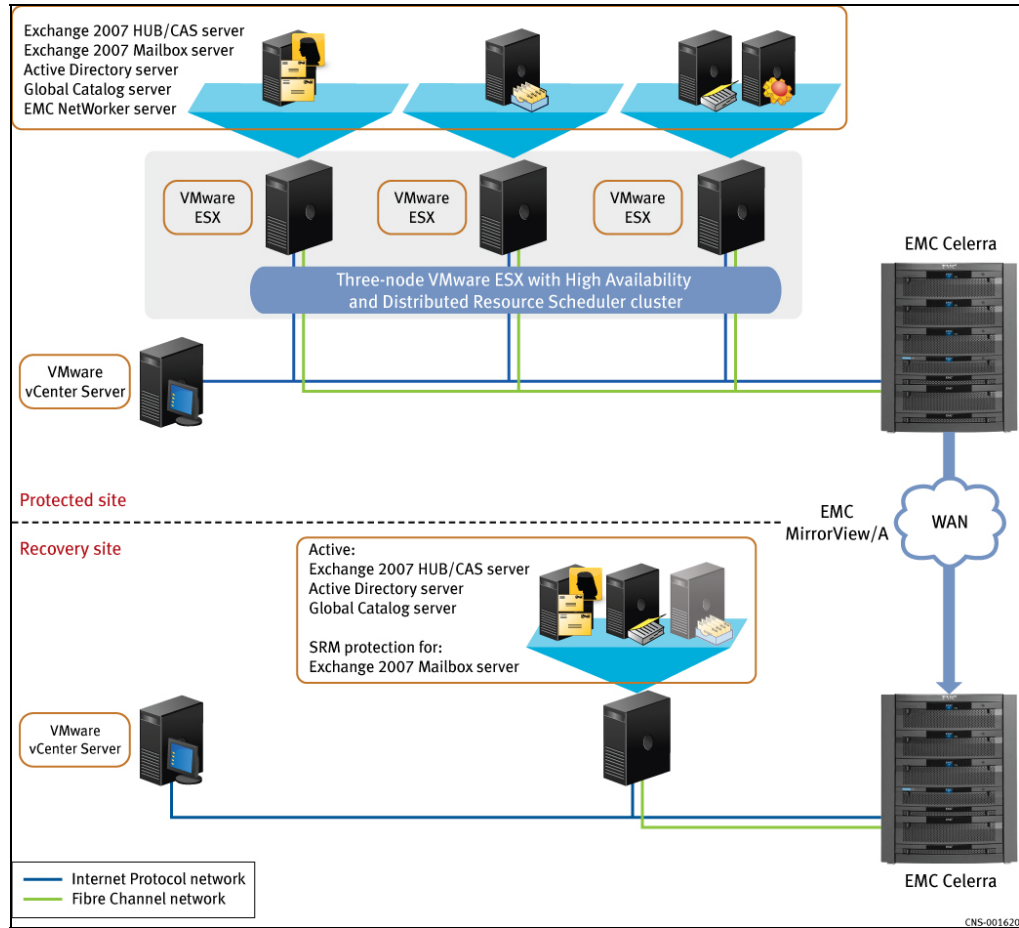 Exchange 2007 HUB/CAS server
Exchange 2007 Mailbox server
Active Directory server
Global Catalog server
EMC NetWorker server
VMware
ESX
VMware
ESX
VMware
ESX
EMC Celerra
Three-node VMware ESX with High Availability
and Distributed Resource Scheduler cluster
VMware
vCenter Server
Protected site
EMC
MirrorView/A
WAN
Recovery site
Active:
Exchange 2007 HUB/CAS server
Active Directory server
Global Catalog server
SRM protection for:
Exchange 2007 Mailbox server
VMware
vCenter Server
Internet Protocol network
Fibre Channel network
EMC Celerra
CNS-001620